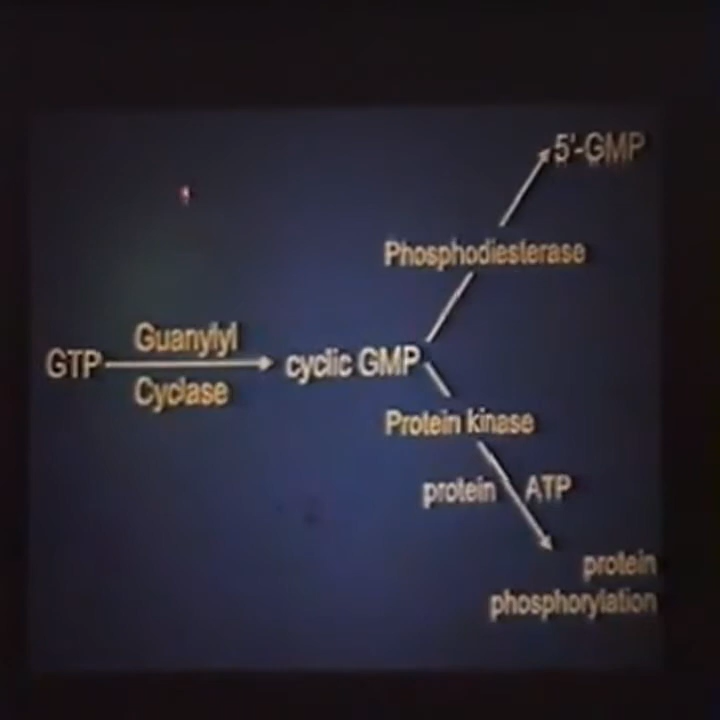 5'-GMP
Phosphodiesterase
Guanylyl
GTP
cyclic GMP
Cyclase
Protein kinase
protein ATP
protein
phosphorylation